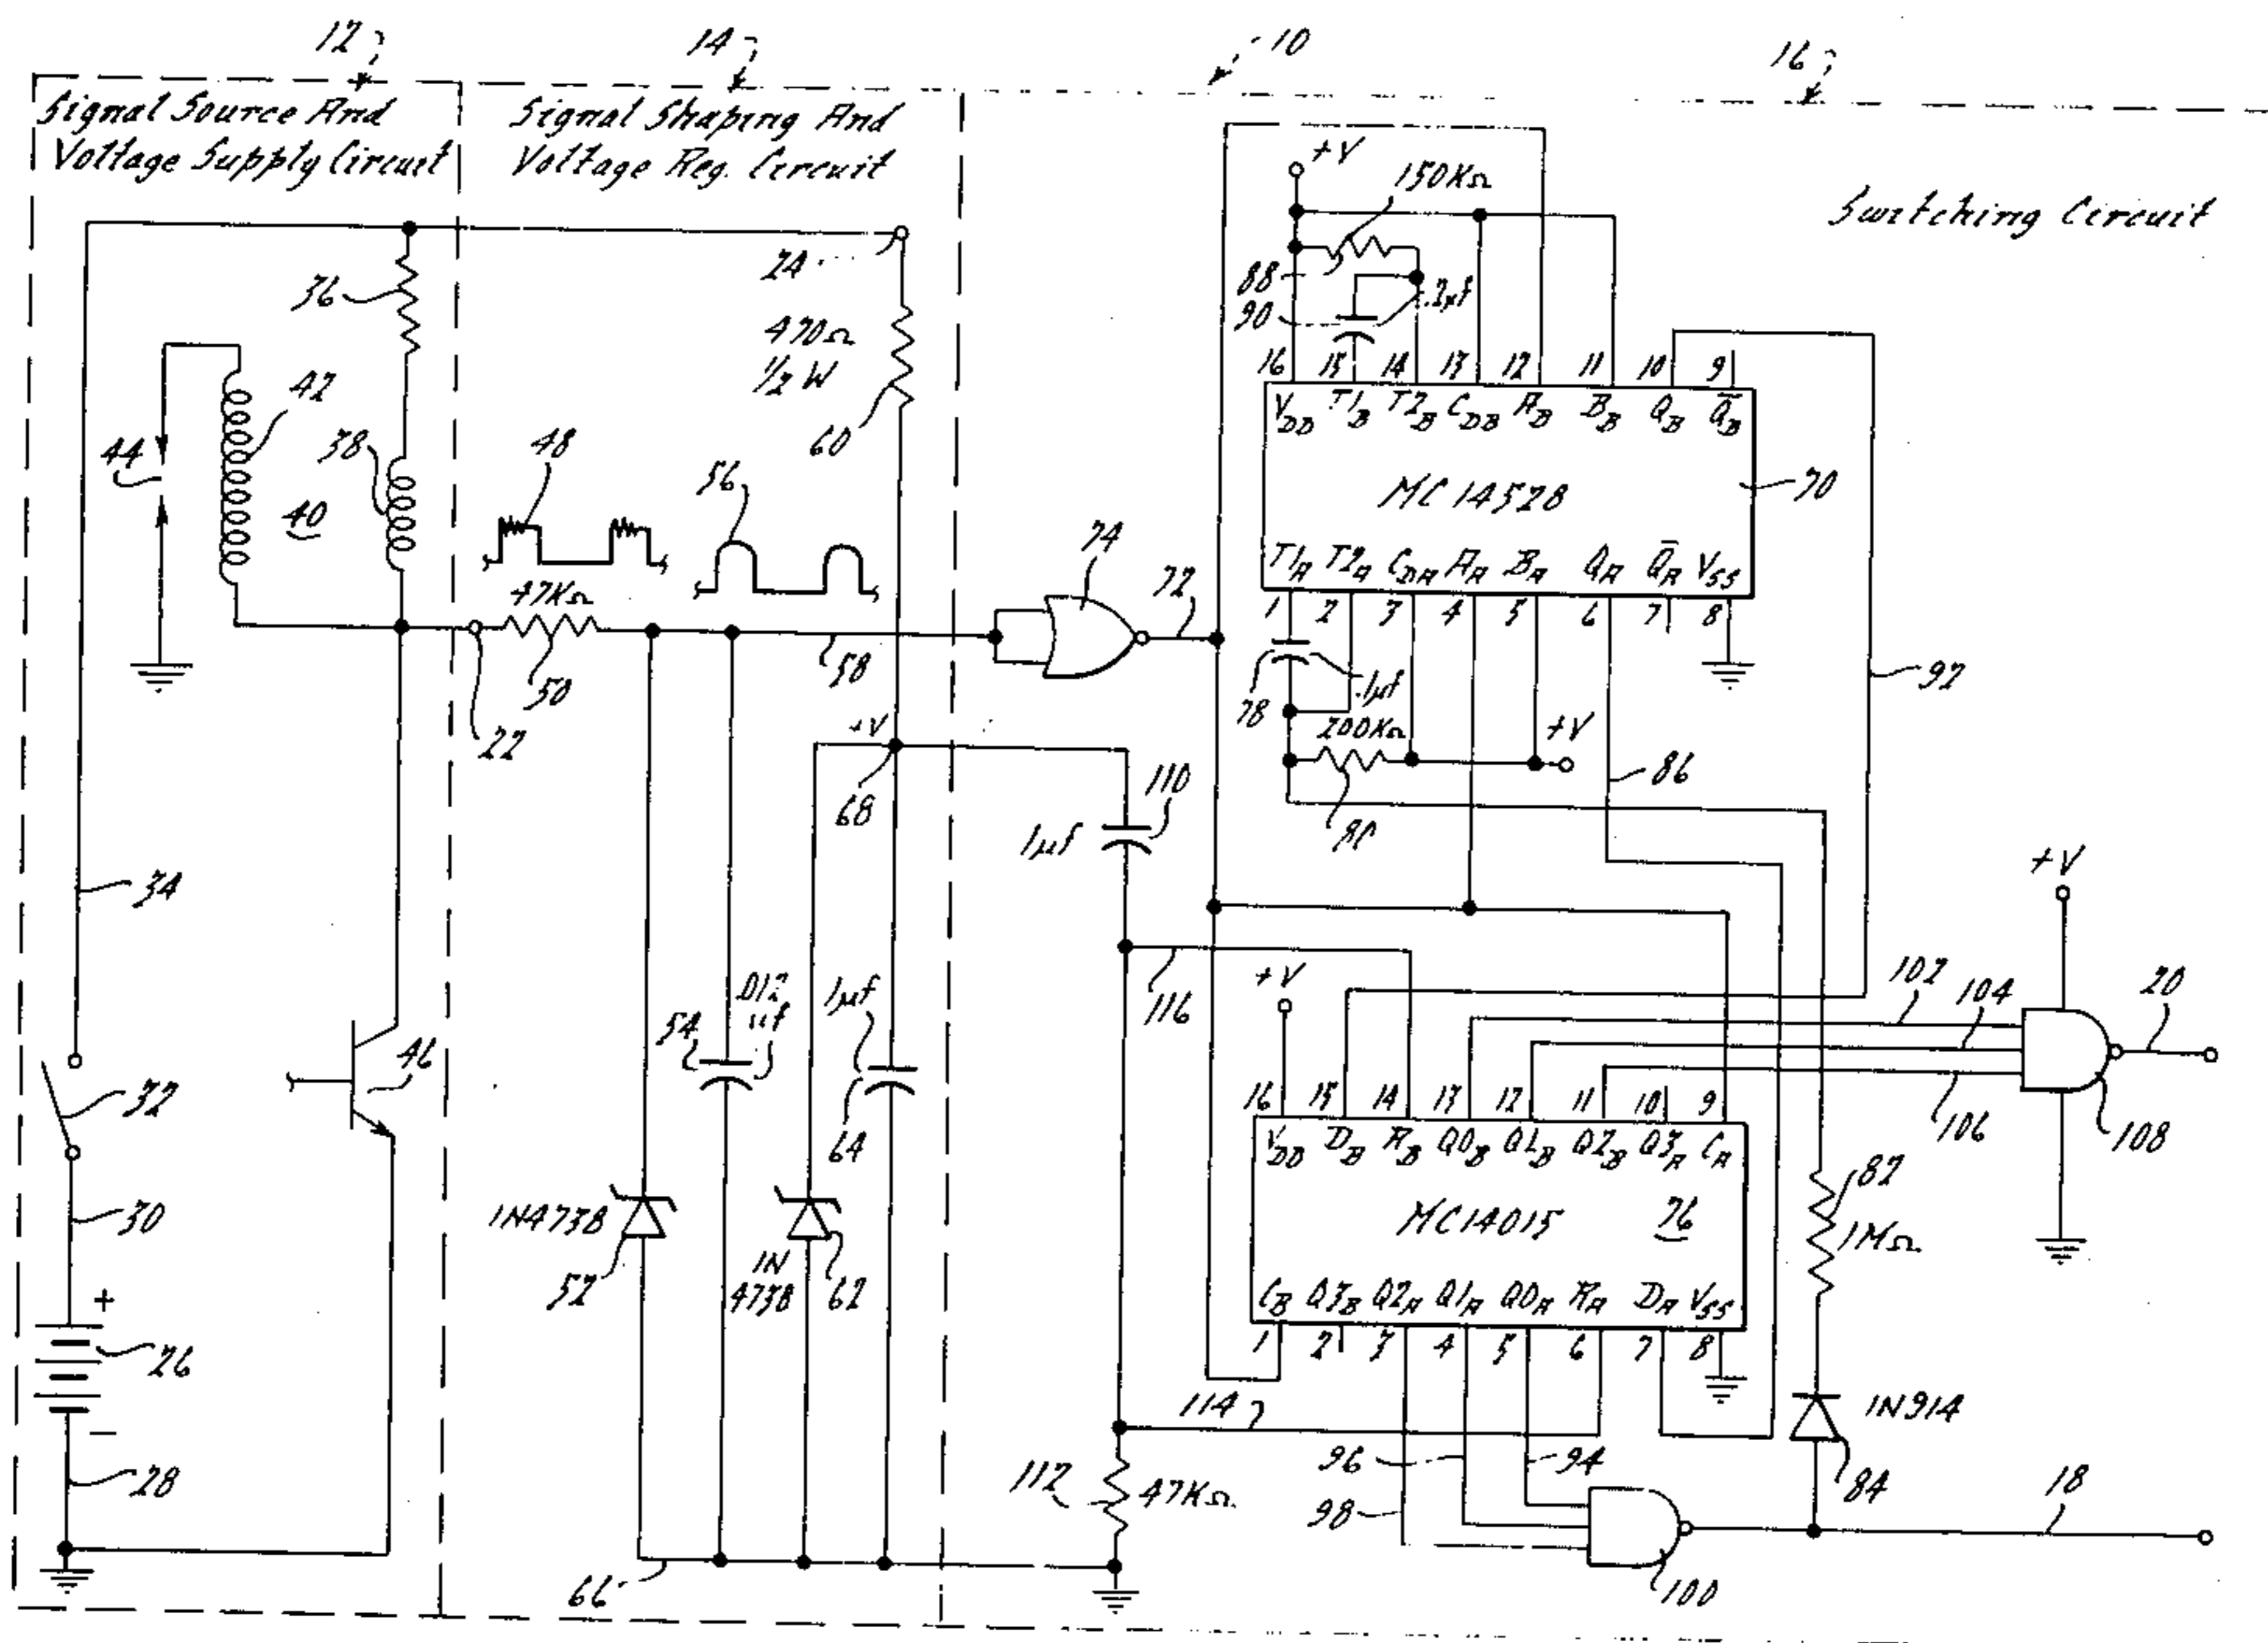 12
14
10
16
Signal Source And
Voltage Supply Circuit
Signal Shaping And
Voltage Reg. Circuit
Switching Circuit
+V
150KΩ
24
88
.2µf
90
36
470Ω
1/2 W
60
42
44
38
40
48
56
74
72
47KΩ
50
58
22
+V
68
16 15 14 13 12 11 10 9
VDD T1B T2B CDB AB BB QB Q̅B
MC14528
70
T1A T2A CDA AA BA QA Q̅A VSS
1 2 3 4 5 6 7 8
78
.1µf
200KΩ
+V
80
86
92
110
1µf
34
+V
116
+V
102
104
20
54
.012
µf
1µf
64
46
32
106
108
16 15 14 13 12 11 10 9
VDD DB RB Q0B Q1B Q2B Q3A CA
MC14015
76
CB Q3B Q2A Q1A Q0A RA DA VSS
1 2 3 4 5 6 7 8
82
1MΩ
30
1N4738
52
1N
4738
62
+
26
−
28
114
96
94
98
1N914
84
18
112
47KΩ
66
100